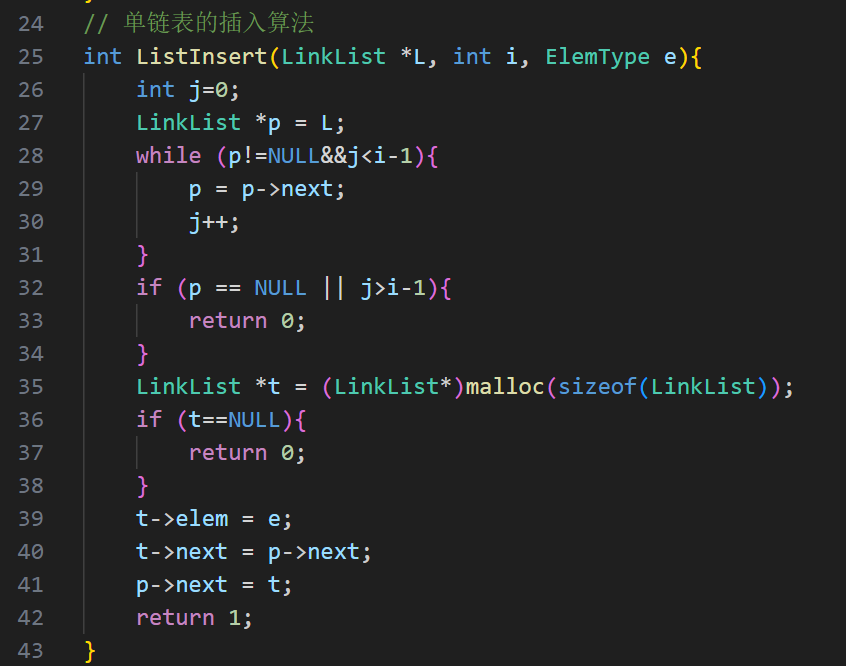 24 // 单链表的插入算法
25 int ListInsert(LinkList *L, int i, ElemType e){
26     int j=0;
27     LinkList *p = L;
28     while (p!=NULL&&j<i-1){
29         p = p->next;
30         j++;
31     }
32     if (p == NULL || j>i-1){
33         return 0;
34     }
35     LinkList *t = (LinkList*)malloc(sizeof(LinkList));
36     if (t==NULL){
37         return 0;
38     }
39     t->elem = e;
40     t->next = p->next;
41     p->next = t;
42     return 1;
43 }